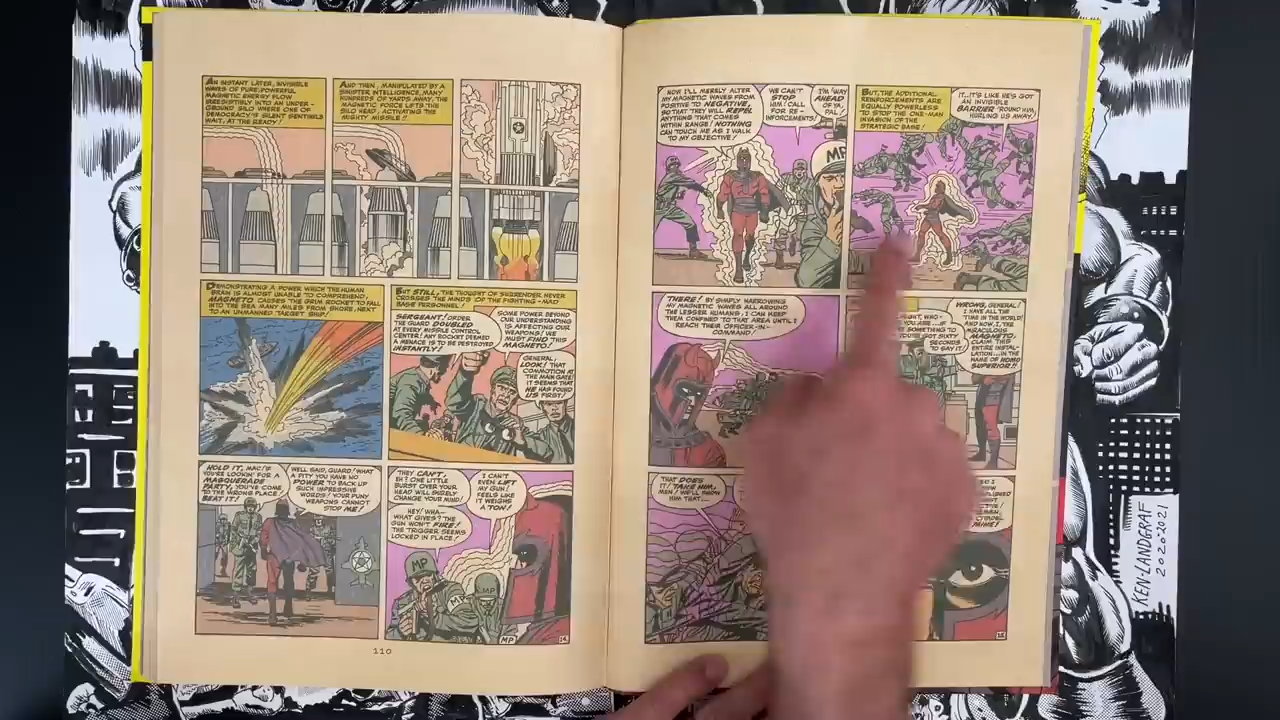 AN INSTANT LATER, INVISIBLE
WAVES OF PURE, POWERFUL
MAGNETIC ENERGY FLOW
IRRESISTIBLY INTO AN UNDER-
GROUND SILO WHERE ONE OF
DEMOCRACY'S SILENT SENTINELS
WAIT, AT THE READY!
AND THEN, MANIPULATED BY A
SINISTER INTELLIGENCE, MANY
HUNDREDS OF YARDS AWAY, THE
MAGNETIC FORCE LIFTS THE
SILO HEAD, ACTIVATING THE
MIGHTY MISSILE!!
DEMONSTRATING A POWER WHICH THE HUMAN
BRAIN IS ALMOST UNABLE TO COMPREHEND,
MAGNETO CAUSES THE GRIM ROCKET TO FALL
INTO THE SEA MANY MILES FROM SHORE, NEXT
TO AN UNMANNED TARGET SHIP!
BUT STILL, THE THOUGHT OF SURRENDER NEVER
CROSSES THE MINDS OF THE FIGHTING-MAD
BASE PERSONNEL!
SERGEANT! ORDER
THE GUARD DOUBLED
AT EVERY MISSILE CONTROL
CENTER! ANY ROCKET DEEMED
A MENACE IS TO BE DESTROYED
INSTANTLY!
SOME POWER BEYOND
OUR UNDERSTANDING
IS AFFECTING OUR
WEAPONS! WE
MUST FIND THIS
MAGNETO!
GENERAL,
LOOK! THAT
COMMOTION AT
THE MAIN GATE!
IT SEEMS THAT
HE HAS FOUND
US FIRST!
HOLD IT, MAC! IF
YOU'RE LOOKIN' FOR A
MASQUERADE
PARTY, YOU'VE COME
TO THE WRONG PLACE!
BEAT IT!
WELL SAID, GUARD! WHAT
A PITY YOU HAVE NO
POWER TO BACK UP
SUCH IMPRESSIVE
WORDS! YOUR PUNY
WEAPONS CANNOT
STOP ME!
THEY CAN'T,
EH? ONE LITTLE
BURST OVER YOUR
HEAD WILL SURELY
CHANGE YOUR MIND!
HEY! WHA--
WHAT GIVES? THE
GUN WON'T FIRE!
THE TRIGGER SEEMS
LOCKED IN PLACE!
I CAN'T
EVEN LIFT
MY GUN!
FEELS LIKE
IT WEIGHS
A TON!
MP
MP
MP
110
NOW I'LL MERELY ALTER
MY MAGNETIC WAVES FROM
POSITIVE TO NEGATIVE,
SO THAT THEY WILL REPEL
ANYTHING THAT COMES
WITHIN RANGE! NOTHING
CAN TOUCH ME AS I WALK
TO MY OBJECTIVE!
WE CAN'T
STOP
HIM! CALL
FOR RE-
INFORCEMENTS!
I'M 'WAY
AHEAD
OF YA,
PAL!
MP
BUT, THE ADDITIONAL
REINFORCEMENTS ARE
EQUALLY POWERLESS
TO STOP THE ONE-MAN
INVASION OF THE
STRATEGIC BASE!
IT..IT'S LIKE HE'S GOT
AN INVISIBLE
BARRIER 'ROUND HIM,
HURLING US AWAY!
THERE! BY SIMPLY NARROWING
MY MAGNETIC WAVES ALL AROUND
THE LESSER HUMANS, I CAN KEEP
THEM CONFINED TO THAT AREA UNTIL I
REACH THEIR OFFICER-IN-
COMMAND!
WHO-
YOU ARE...IF
SOMETHING TO
SIXTY
SECONDS
TO SAY IT!
WRONG, GENERAL!
I HAVE ALL THE
TIME IN THE WORLD!
AND NOW, I, THE
MIRACULOUS
MAGNETO,
CLAIM THIS
ENTIRE INSTAL-
LATION...IN THE
NAME OF HOMO
SUPERIOR!!
THAT DOES
IT! TAKE HIM,
MEN! WE'LL SHOW
HIM THAT--
MINE!
KEN·LANDGRAF
2020·2021